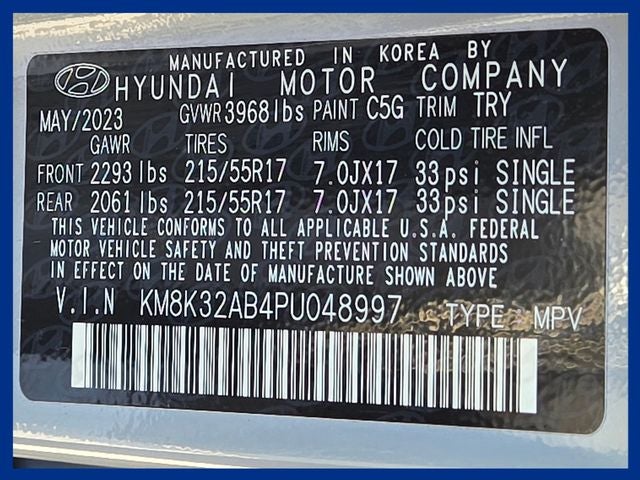 MANUFACTURED IN KOREA BY
HYUNDAI MOTOR COMPANY
MAY/2023 GVWR 3968lbs PAINT C5G TRIM TRY
GAWR TIRES RIMS COLD TIRE INFL
FRONT 2293 lbs 215/55R17 7.0JX17 33psi SINGLE
REAR 2061 lbs 215/55R17 7.0JX17 33psi SINGLE
THIS VEHICLE CONFORMS TO ALL APPLICABLE U.S.A. FEDERAL
MOTOR VEHICLE SAFETY AND THEFT PREVENTION STANDARDS
IN EFFECT ON THE DATE OF MANUFACTURE SHOWN ABOVE
V.I.N KM8K32AB4PU048997 TYPE: MPV